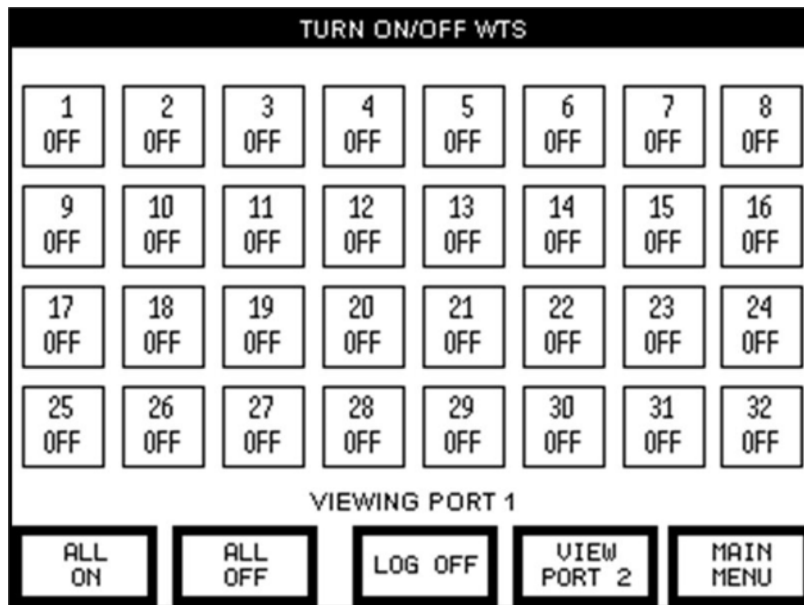 TURN ON/OFF WTS
1 2 3 4 5 6 7 8
OFF OFF OFF OFF OFF OFF OFF OFF
9 10 11 12 13 14 15 16
OFF OFF OFF OFF OFF OFF OFF OFF
17 18 19 20 21 22 23 24
OFF OFF OFF OFF OFF OFF OFF OFF
25 26 27 28 29 30 31 32
OFF OFF OFF OFF OFF OFF OFF OFF
VIEWING PORT 1
ALL ON
ALL OFF
LOG OFF
VIEW PORT 2
MAIN MENU